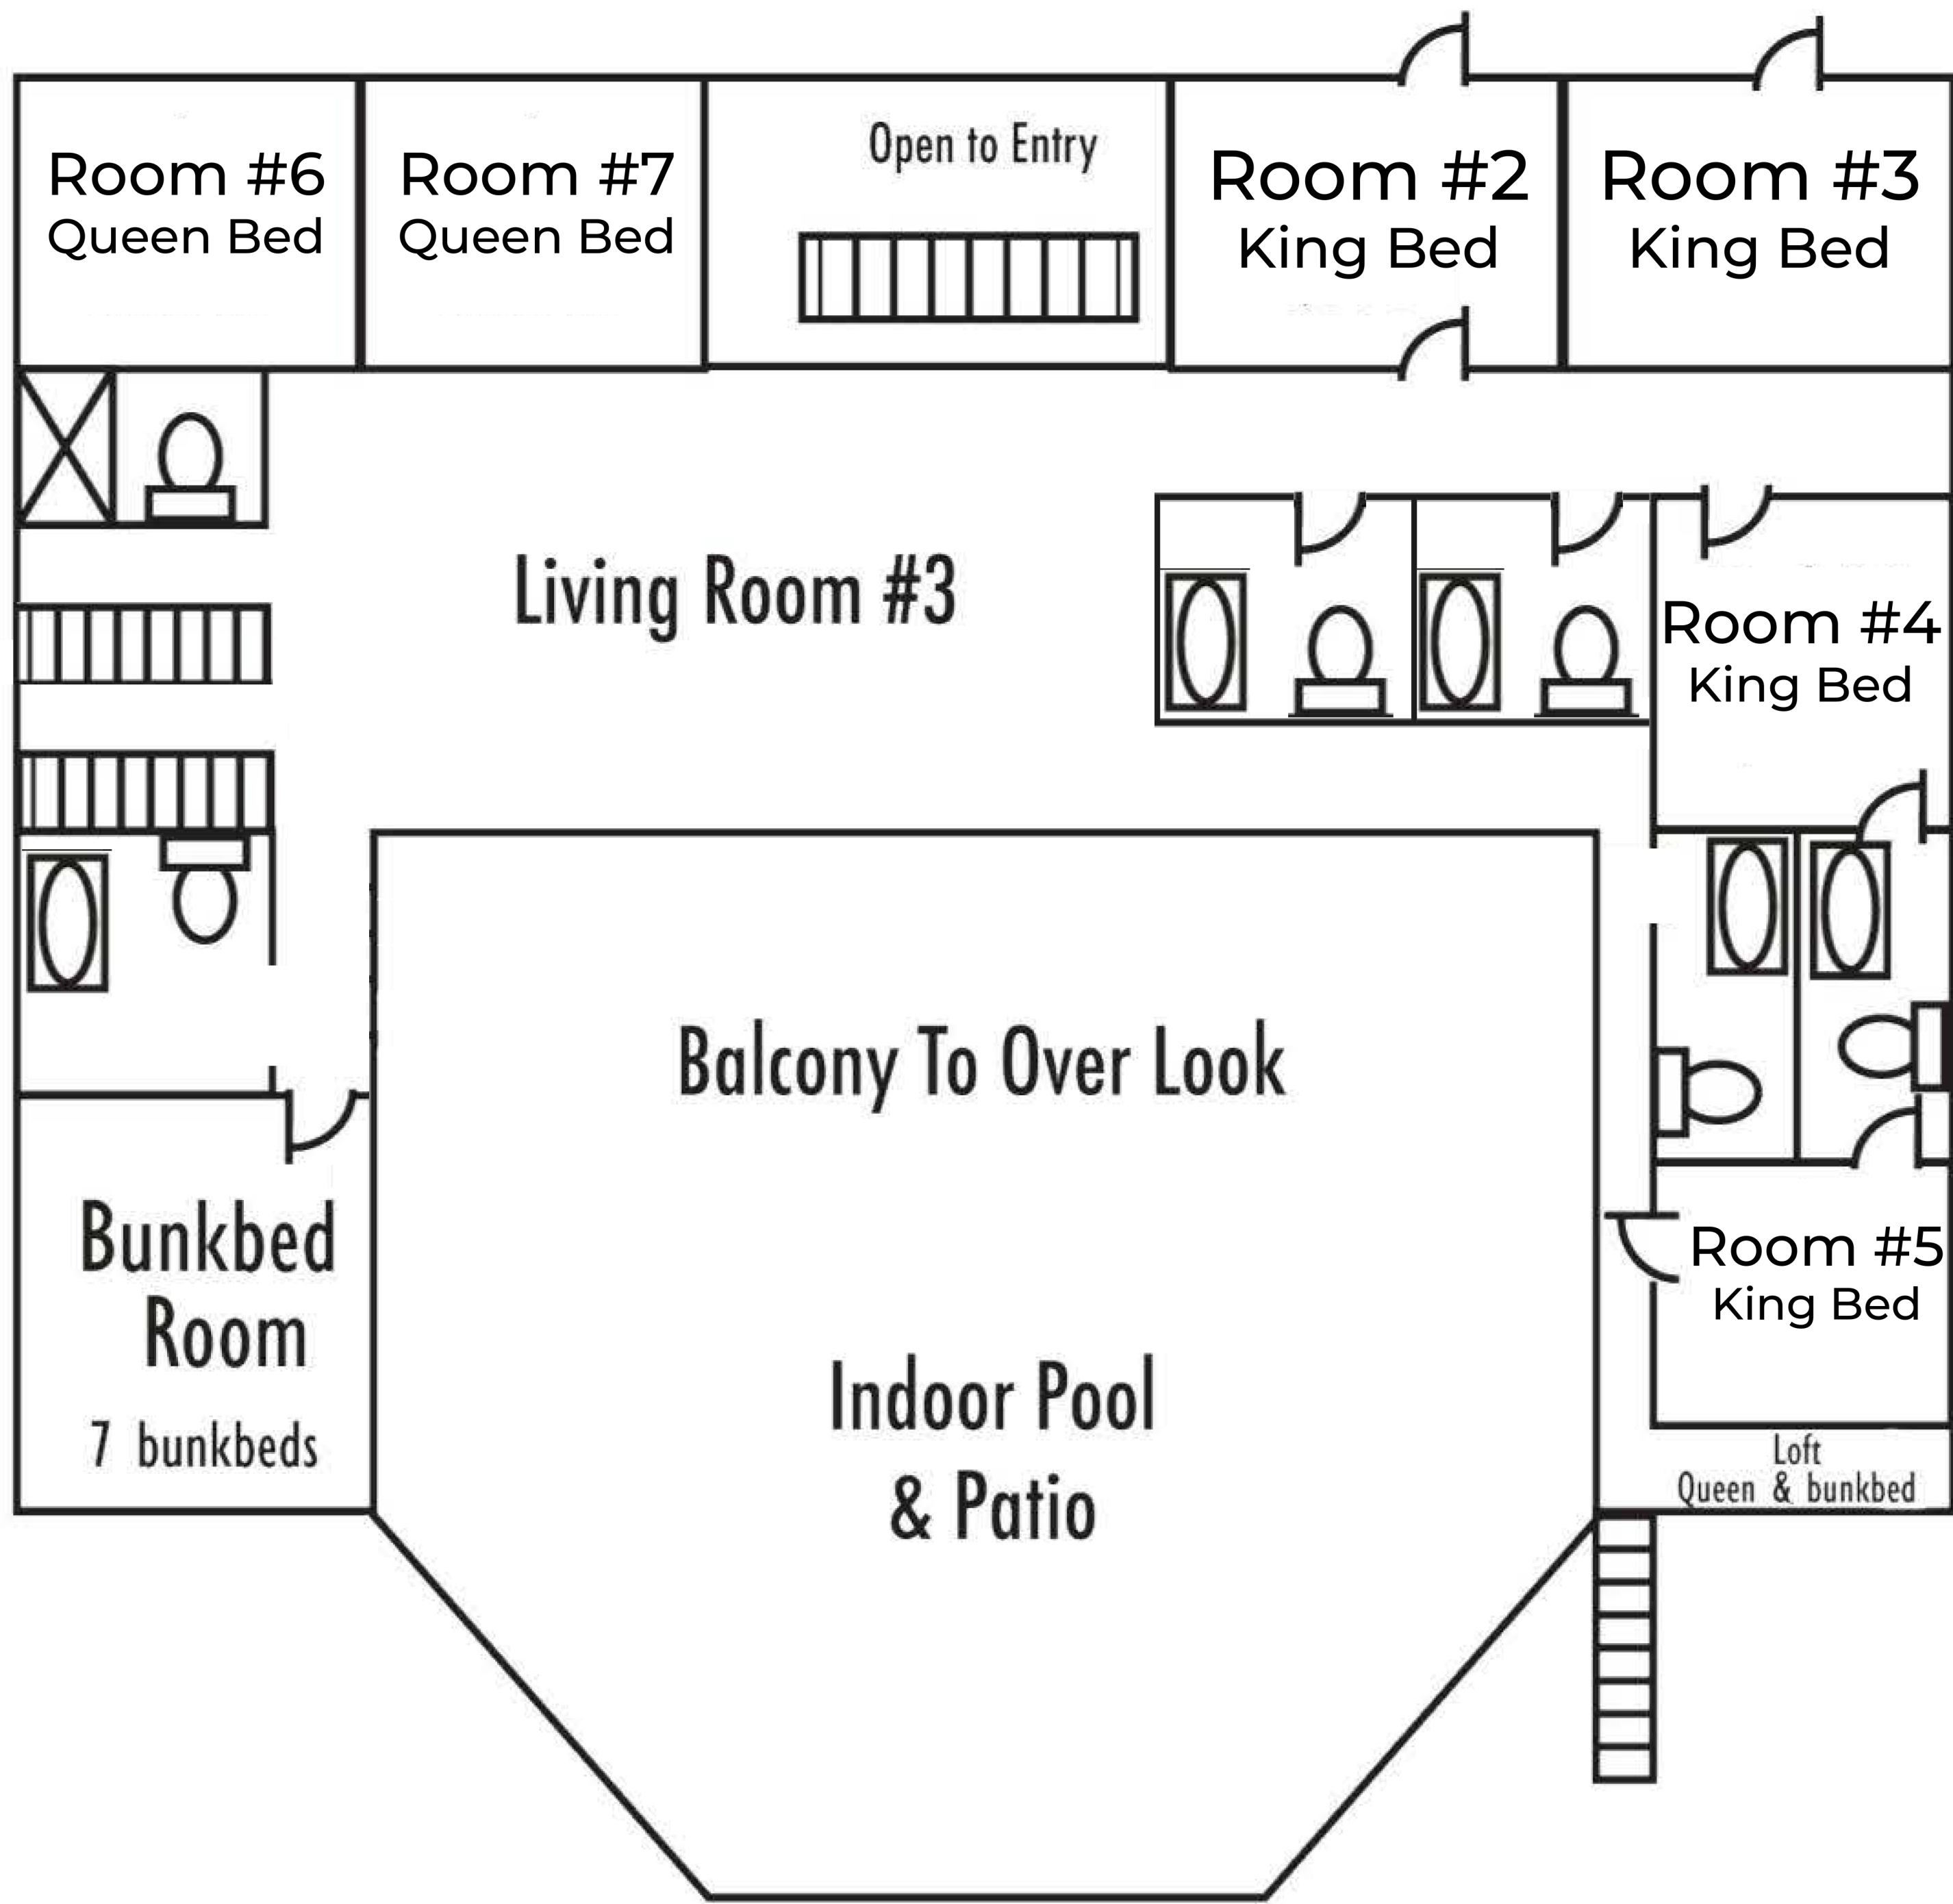 Room #6
Queen Bed
Room #7
Queen Bed
Open to Entry
Room #2
King Bed
Room #3
King Bed
Living Room #3
Room #4
King Bed
Balcony To Over Look
Indoor Pool
& Patio
Bunkbed
Room
7 bunkbeds
Room #5
King Bed
Loft
Queen & bunkbed